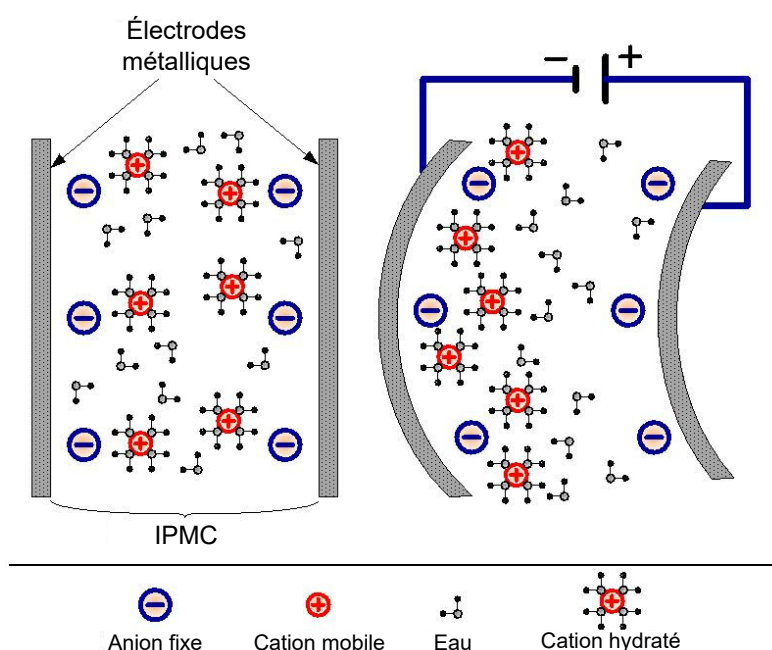 Électrodes
métalliques
− +
IPMC
Anion fixe Cation mobile Eau Cation hydraté